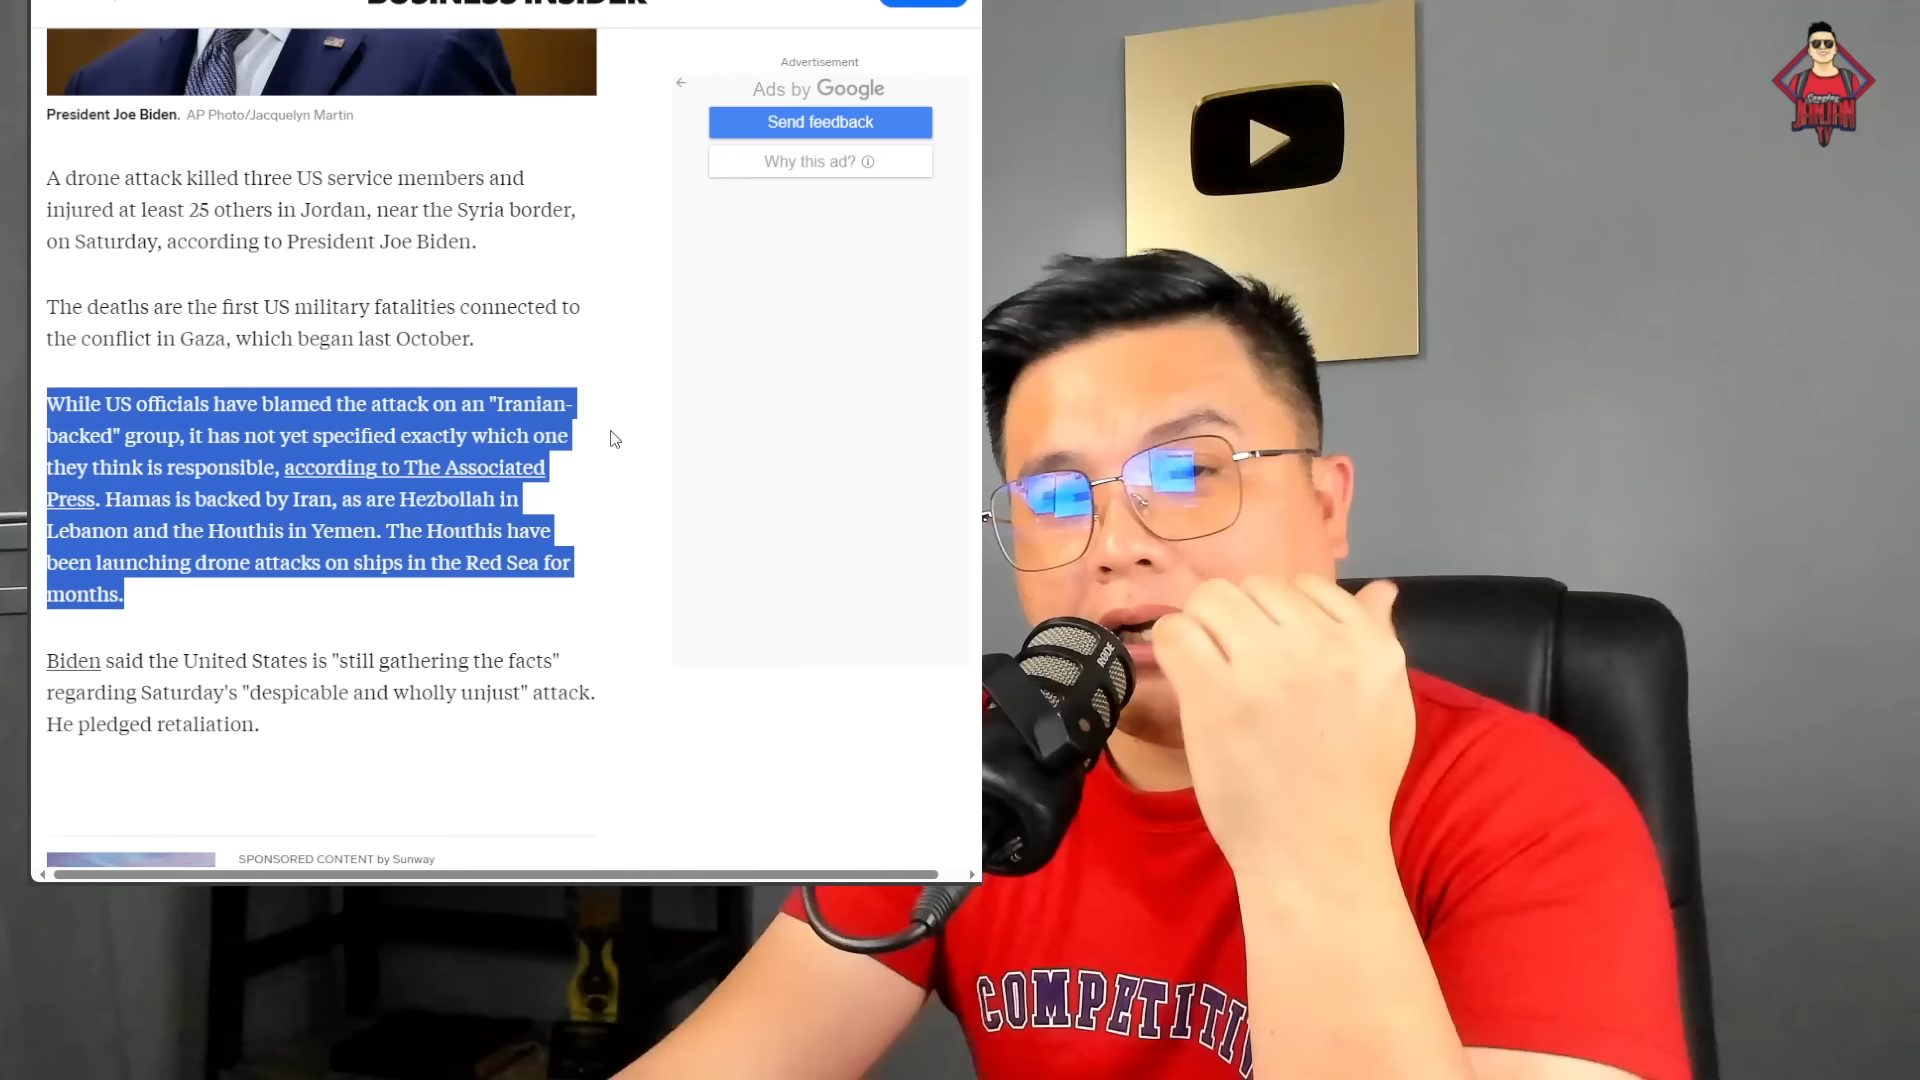 BUSINESS INSIDER
Advertisement
Ads by Google
Send feedback
Why this ad?
President Joe Biden. AP Photo/Jacquelyn Martin
A drone attack killed three US service members and
injured at least 25 others in Jordan, near the Syria border,
on Saturday, according to President Joe Biden.
The deaths are the first US military fatalities connected to
the conflict in Gaza, which began last October.
While US officials have blamed the attack on an "Iranian-
backed" group, it has not yet specified exactly which one
they think is responsible, according to The Associated
Press. Hamas is backed by Iran, as are Hezbollah in
Lebanon and the Houthis in Yemen. The Houthis have
been launching drone attacks on ships in the Red Sea for
months.
Biden said the United States is "still gathering the facts"
regarding Saturday's "despicable and wholly unjust" attack.
He pledged retaliation.
SPONSORED CONTENT by Sunway
JANJAN
TV
RØDE
COMPETITIV